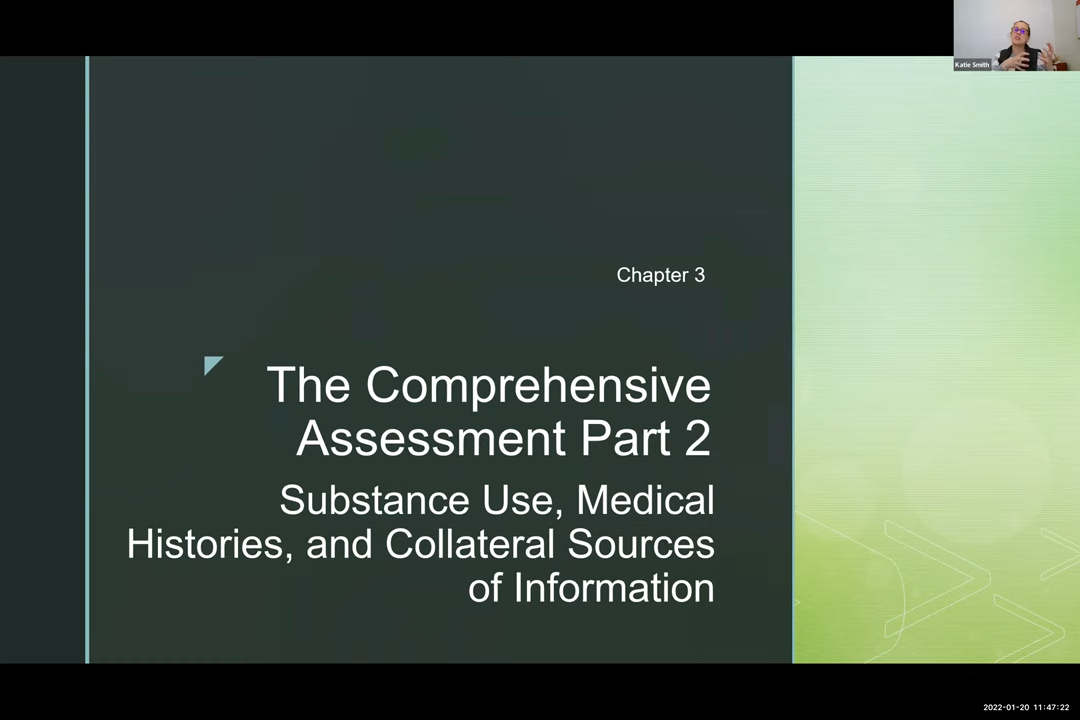 Katie Smith
Chapter 3
The Comprehensive
Assessment Part 2
Substance Use, Medical
Histories, and Collateral Sources
of Information
2022-01-20 11:47:22